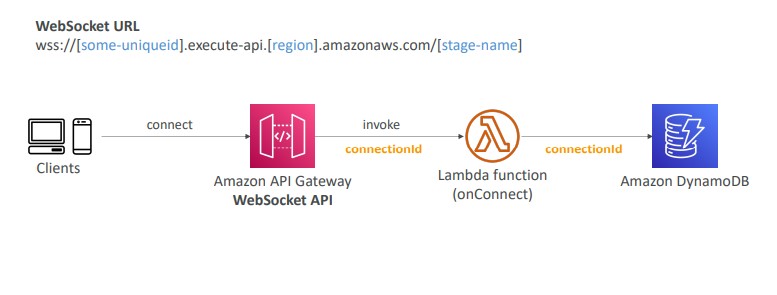 WebSocket URL
wss://[some-uniqueid].execute-api.[region].amazonaws.com/[stage-name]
connect
invoke
connectionId
connectionId
Clients
Amazon API Gateway
WebSocket API
Lambda function
(onConnect)
Amazon DynamoDB